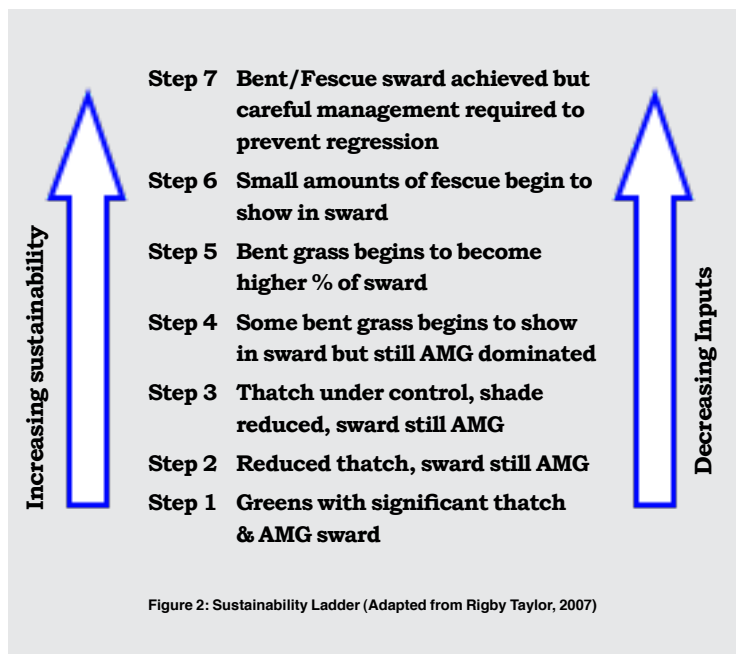 Step 7 Bent/Fescue sward achieved but
careful management required to
prevent regression
Step 6 Small amounts of fescue begin to
show in sward
Step 5 Bent grass begins to become
higher % of sward
Step 4 Some bent grass begins to show
in sward but still AMG dominated
Step 3 Thatch under control, shade
reduced, sward still AMG
Step 2 Reduced thatch, sward still AMG
Step 1 Greens with significant thatch
& AMG sward
Increasing sustainability
Decreasing Inputs
Figure 2: Sustainability Ladder (Adapted from Rigby Taylor, 2007)